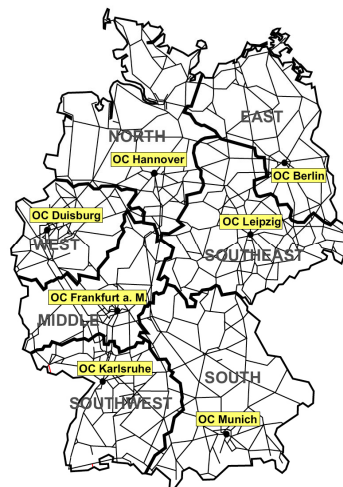 EAST
NORTH
OC Hannover
OC Berlin
OC Duisburg
OC Leipzig
WEST
SOUTHEAST
OC Frankfurt a. M.
MIDDLE
OC Karlsruhe
SOUTH
SOUTHWEST
OC Munich